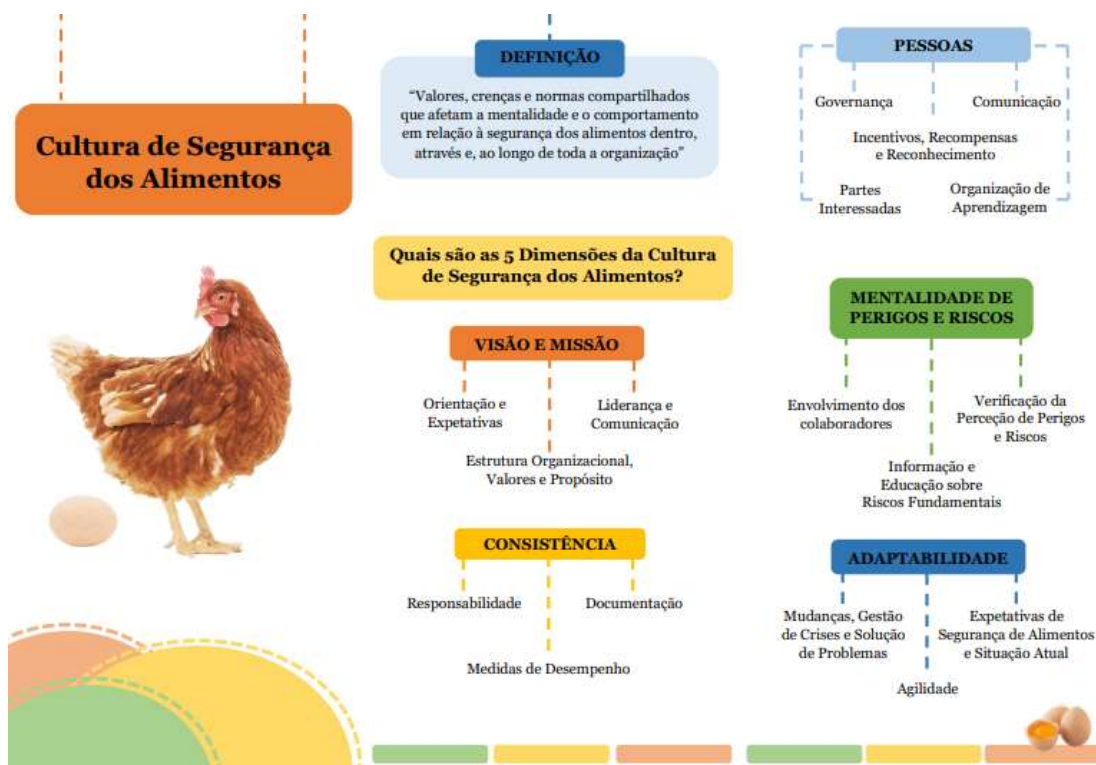 Cultura de Segurança
dos Alimentos
DEFINIÇÃO
“Valores, crenças e normas compartilhados
que afetam a mentalidade e o comportamento
em relação à segurança dos alimentos dentro,
através e, ao longo de toda a organização”
Quais são as 5 Dimensões da Cultura
de Segurança dos Alimentos?
VISÃO E MISSÃO
Orientação e
Expetativas
Liderança e
Comunicação
Estrutura Organizacional,
Valores e Propósito
CONSISTÊNCIA
Responsabilidade
Documentação
Medidas de Desempenho
PESSOAS
Governança
Comunicação
Incentivos, Recompensas
e Reconhecimento
Partes
Interessadas
Organização de
Aprendizagem
MENTALIDADE DE
PERIGOS E RISCOS
Envolvimento dos
colaboradores
Verificação da
Perceção de Perigos
e Riscos
Informação e
Educação sobre
Riscos Fundamentais
ADAPTABILIDADE
Mudanças, Gestão
de Crises e Solução
de Problemas
Expetativas de
Segurança de Alimentos
e Situação Atual
Agilidade